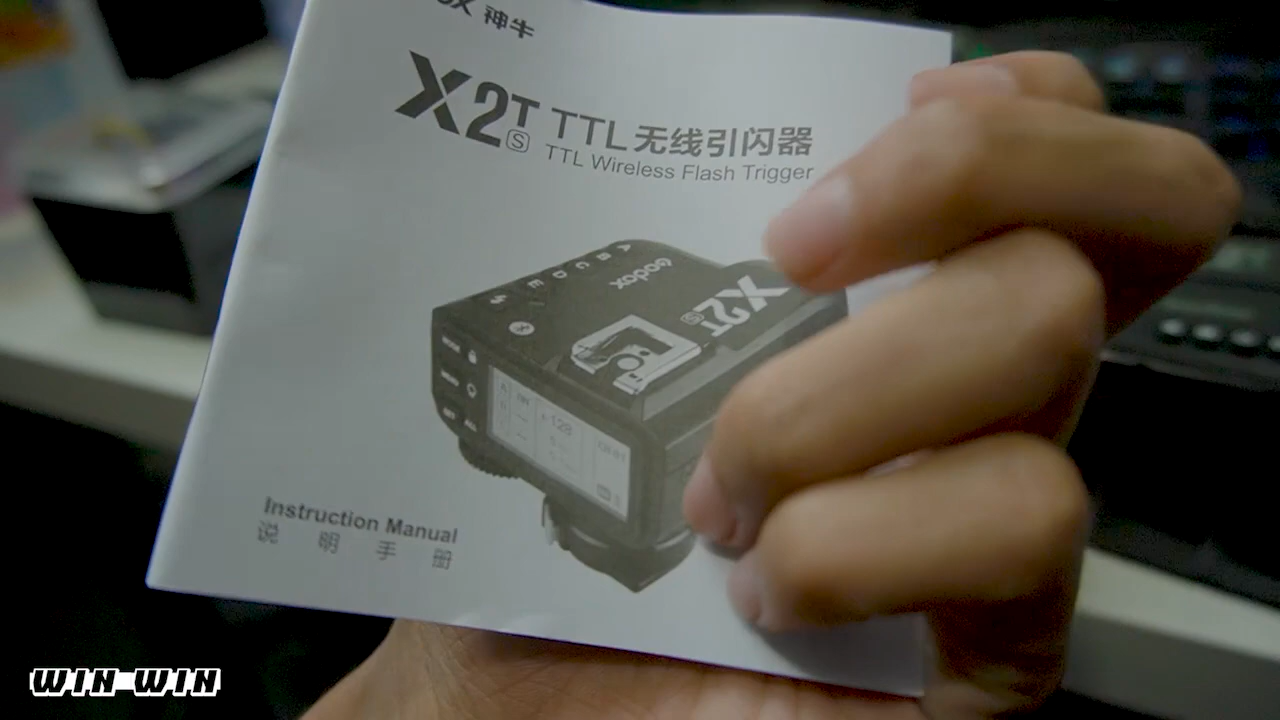 神牛
X2T S TTL 无线引闪器
TTL Wireless Flash Trigger
A B C D E
Godox
X2T S
Instruction Manual
说明手册
WIN-WIN